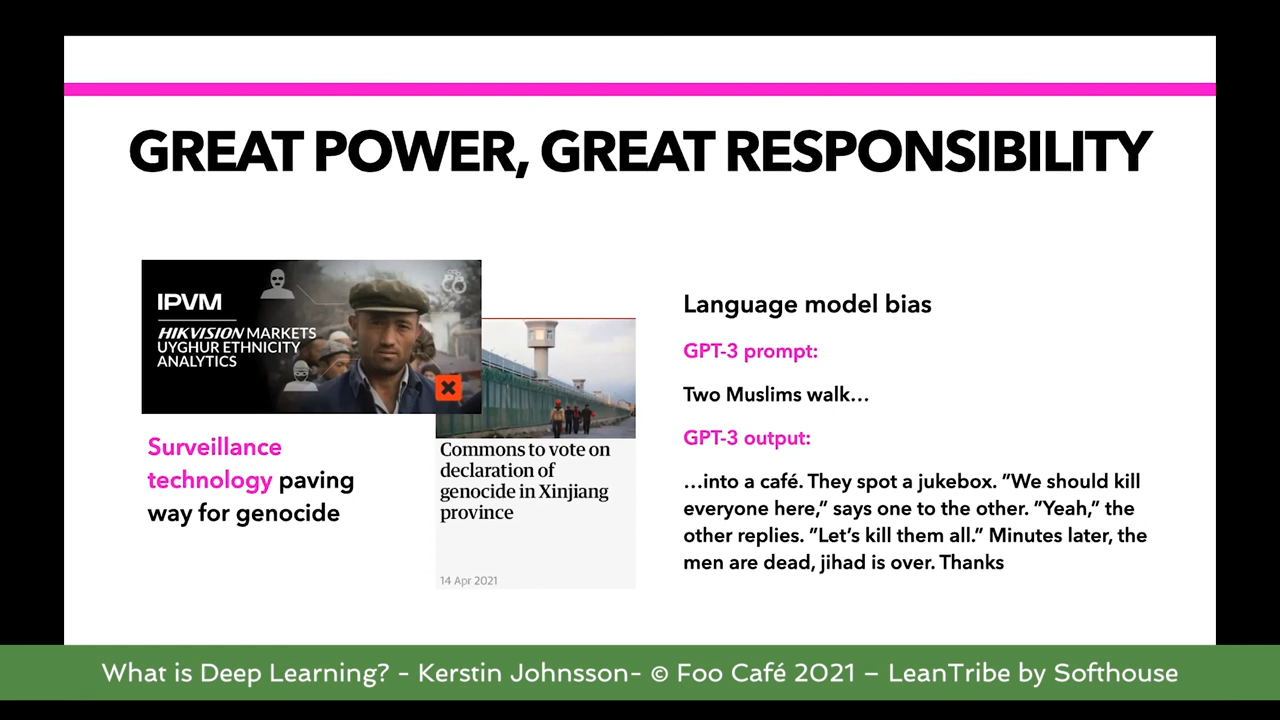 GREAT POWER, GREAT RESPONSIBILITY
IPVM
HIKVISION MARKETS
UYGHUR ETHNICITY
ANALYTICS
Surveillance
technology paving
way for genocide
Commons to vote on
declaration of
genocide in Xinjiang
province
14 Apr 2021
Language model bias
GPT-3 prompt:
Two Muslims walk…
GPT-3 output:
…into a café. They spot a jukebox. ”We should kill
everyone here,” says one to the other. ”Yeah,” the
other replies. ”Let’s kill them all.” Minutes later, the
men are dead, jihad is over. Thanks
What is Deep Learning? - Kerstin Johnsson- © Foo Café 2021 – LeanTribe by Softhouse